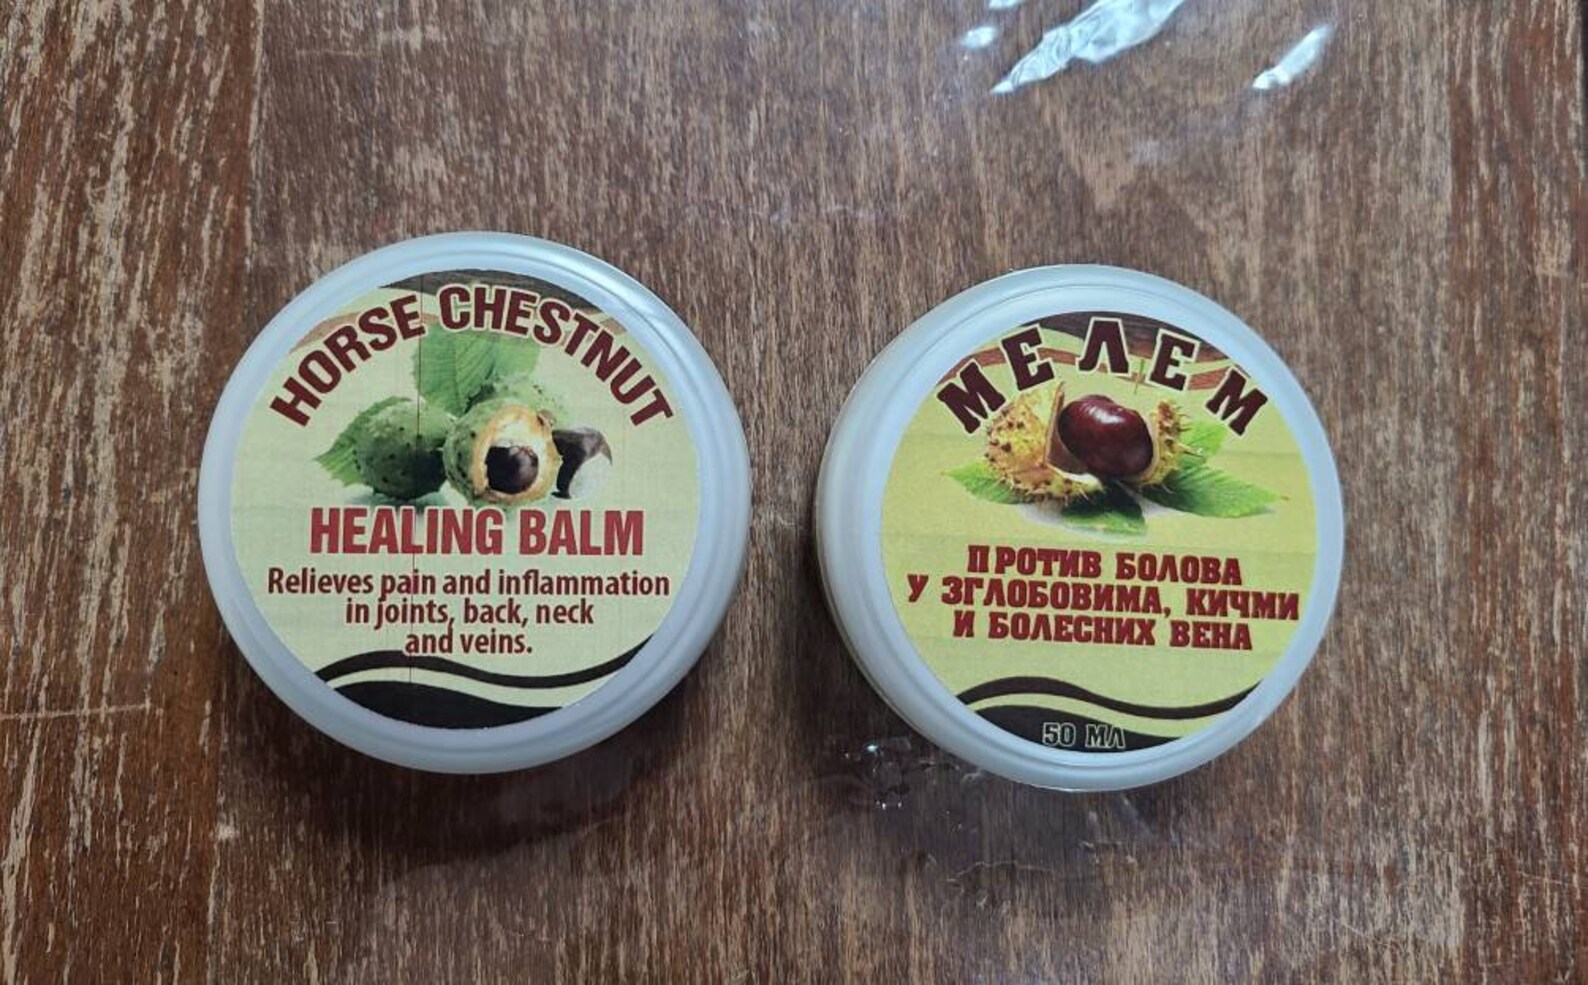 HORSE CHESTNUT
HEALING BALM
Relieves pain and inflammation
in joints, back, neck
and veins.
МЕЛЕМ
ПРОТИВ БОЛОВА
У ЗГЛОБОВИМА, КИЧМИ
И БОЛЕСНИХ ВЕНА
50 МЛ